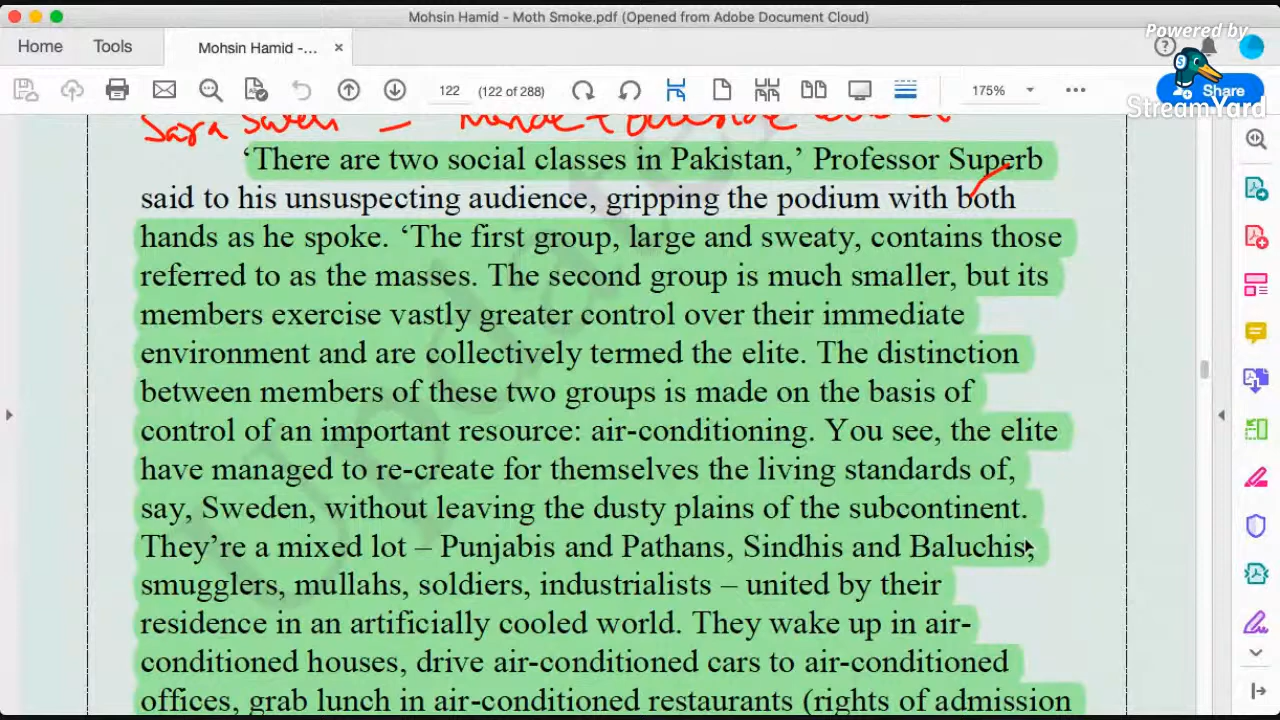 Mohsin Hamid - Moth Smoke.pdf (Opened from Adobe Document Cloud)
Powered by
Home Tools Mohsin Hamid -... ×
122 (122 of 288) 175% Share
StreamYard
‘There are two social classes in Pakistan,’ Professor Superb
said to his unsuspecting audience, gripping the podium with both
hands as he spoke. ‘The first group, large and sweaty, contains those
referred to as the masses. The second group is much smaller, but its
members exercise vastly greater control over their immediate
environment and are collectively termed the elite. The distinction
between members of these two groups is made on the basis of
control of an important resource: air-conditioning. You see, the elite
have managed to re-create for themselves the living standards of,
say, Sweden, without leaving the dusty plains of the subcontinent.
They’re a mixed lot – Punjabis and Pathans, Sindhis and Baluchis,
smugglers, mullahs, soldiers, industrialists – united by their
residence in an artificially cooled world. They wake up in air-
conditioned houses, drive air-conditioned cars to air-conditioned
offices, grab lunch in air-conditioned restaurants (rights of admission